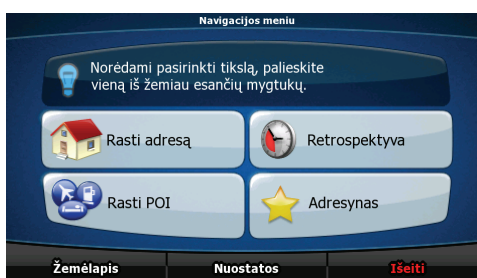 Navigacijos meniu
Norėdami pasirinkti tikslą, palieskite
vieną iš žemiau esančių mygtukų.
Rasti adresą
Retrospektyva
Rasti POI
Adresynas
Žemėlapis
Nuostatos
Išeiti